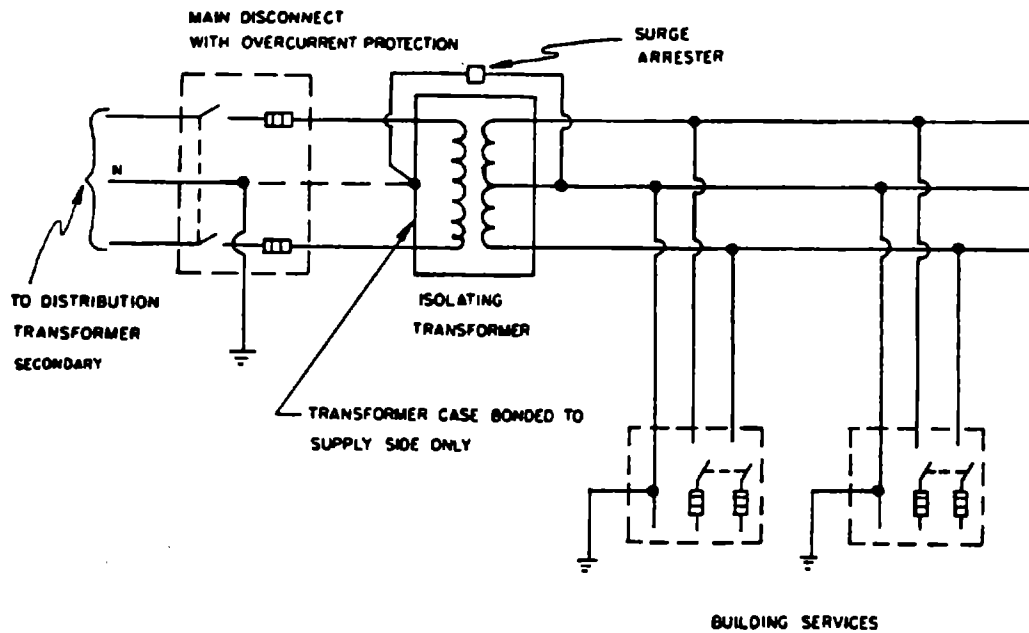 MAIN DISCONNECT
WITH OVERCURRENT PROTECTION
SURGE
ARRESTER
N
TO DISTRIBUTION
TRANSFORMER
SECONDARY
ISOLATING
TRANSFORMER
TRANSFORMER CASE BONDED TO
SUPPLY SIDE ONLY
BUILDING SERVICES